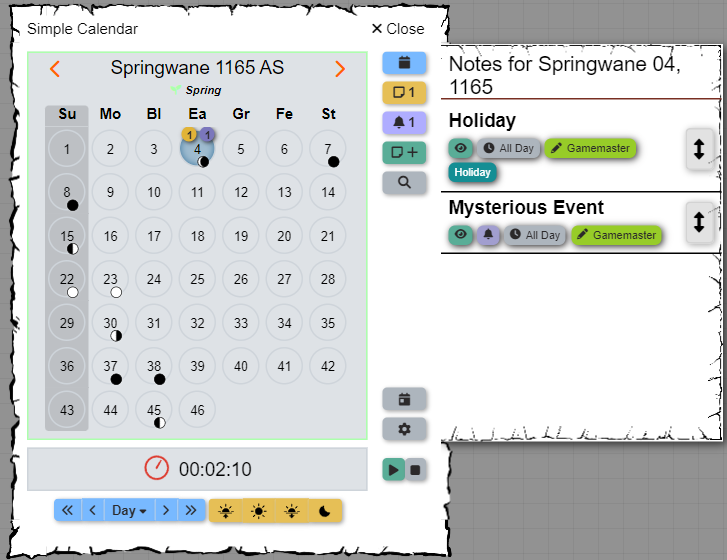 Simple Calendar
Close
Springwane 1165 AS
Spring
Su Mo Bl Ea Gr Fe St
1 1
1 2 3 4 5 6 7
8 9 10 11 12 13 14
15 16 17 18 19 20 21
22 23 24 25 26 27 28
29 30 31 32 33 34 35
36 37 38 39 40 41 42
43 44 45 46
00:02:10
Day
1
1
Notes for Springwane 04,
1165
Holiday
All Day Gamemaster
Holiday
Mysterious Event
All Day Gamemaster